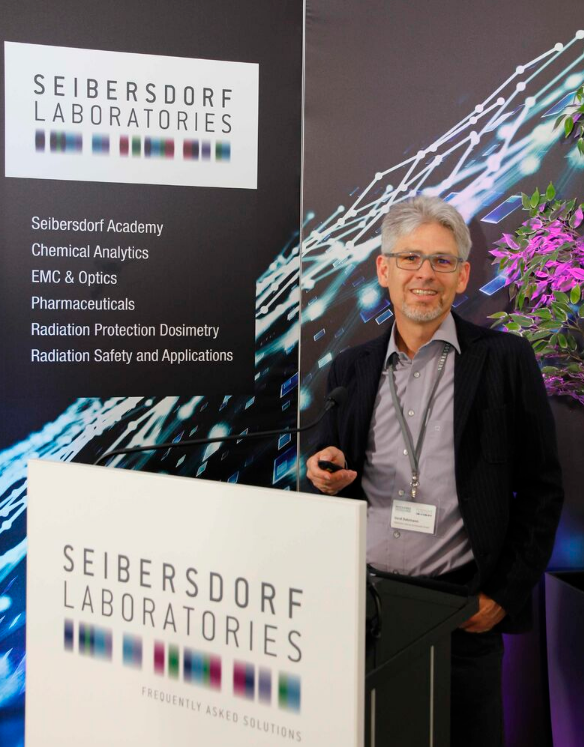 SEIBERSDORF
LABORATORIES
Seibersdorf Academy
Chemical Analytics
EMC & Optics
Pharmaceuticals
Radiation Protection Dosimetry
Radiation Safety and Applications
SEIBERSDORF
LABORATORIES
FREQUENTLY ASKED SOLUTIONS